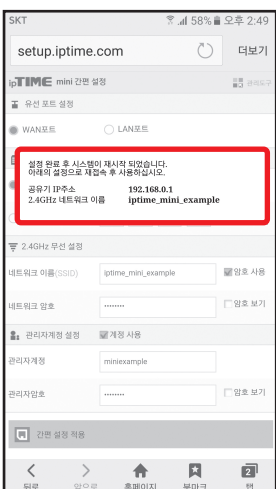 SKT 58% 오후 2:49
setup.iptime.com 더보기
ipTIME mini 간편 설정 관리도구
유선 포트 설정
WAN포트 LAN포트
설정 완료 후 시스템이 재시작 되었습니다.
아래의 설정으로 재접속 후 사용하십시오.
공유기 IP주소 192.168.0.1
2.4GHz 네트워크 이름 iptime_mini_example
2.4GHz 무선 설정
네트워크 이름(SSID) iptime_mini_example 암호 사용
네트워크 암호 •••••••• 암호 보기
관리자계정 설정 계정 사용
관리자계정 miniexample
관리자암호 •••••••• 암호 보기
간편 설정 적용
2
뒤로 앞으로 홈페이지 북마크 탭